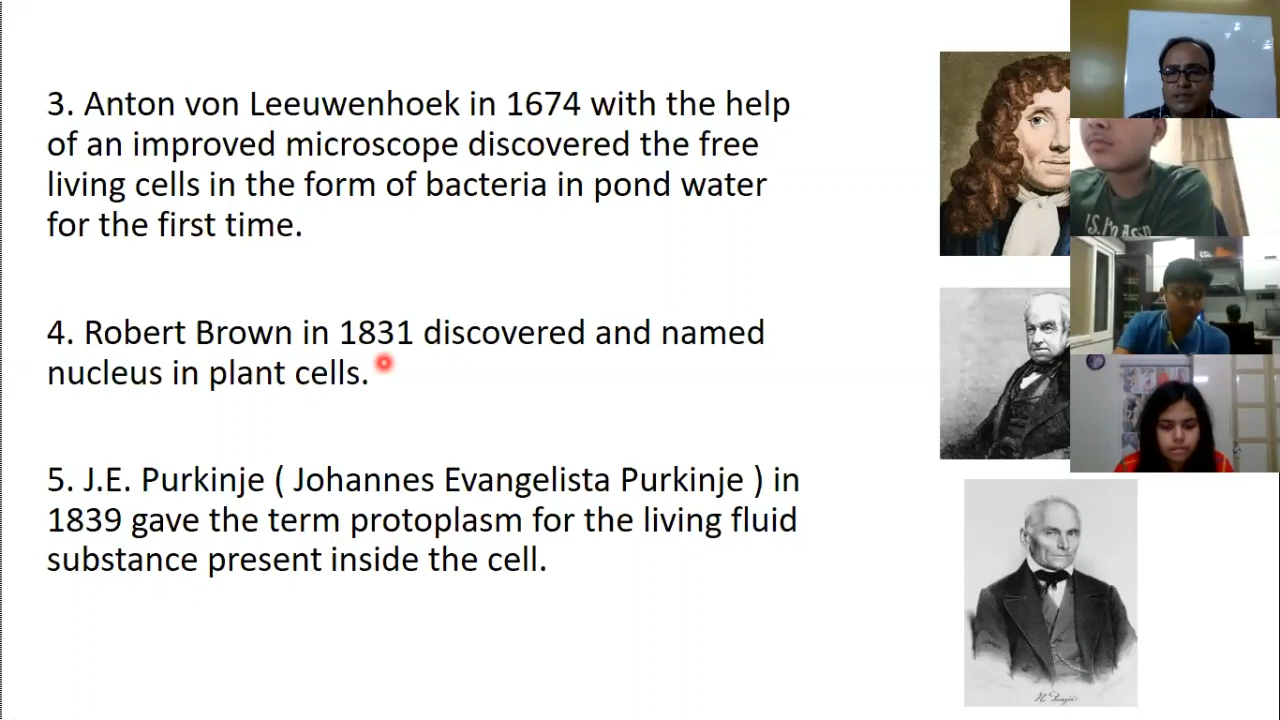 3. Anton von Leeuwenhoek in 1674 with the help
of an improved microscope discovered the free
living cells in the form of bacteria in pond water
for the first time.
4. Robert Brown in 1831 discovered and named
nucleus in plant cells.
5. J.E. Purkinje ( Johannes Evangelista Purkinje ) in
1839 gave the term protoplasm for the living fluid
substance present inside the cell.